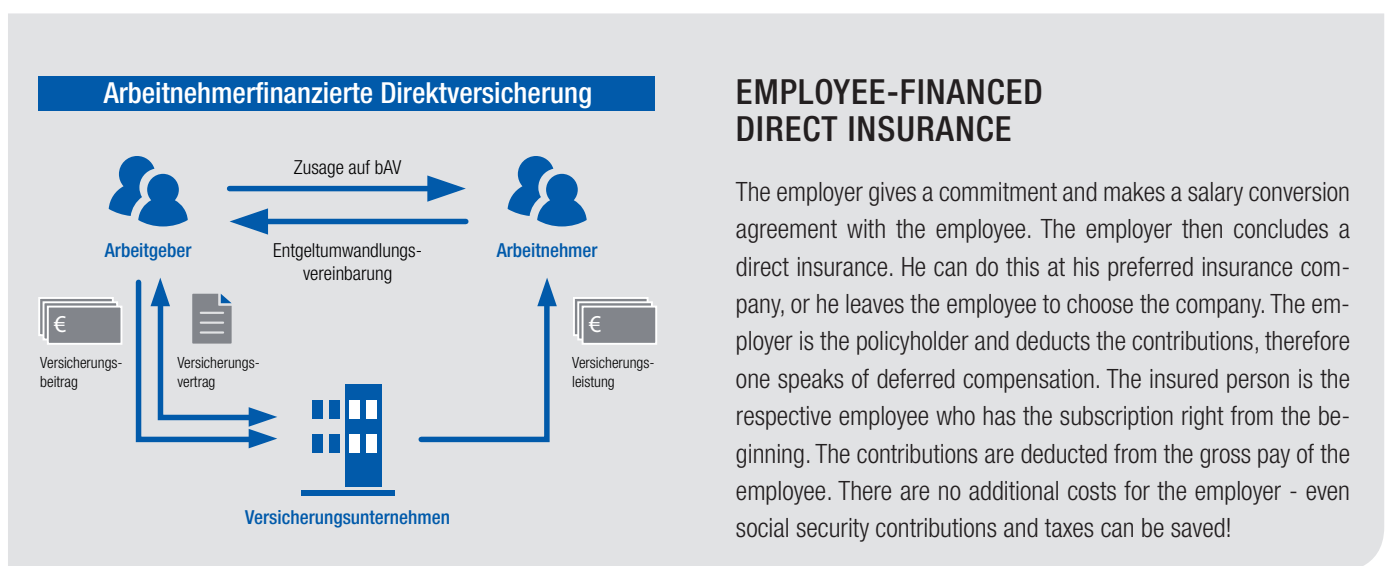 Arbeitnehmerfinanzierte Direktversicherung
Zusage auf bAV
Arbeitgeber
Entgeltumwandlungs-
vereinbarung
Arbeitnehmer
€
Versicherungs-
beitrag
Versicherungs-
vertrag
€
Versicherungs-
leistung
Versicherungsunternehmen
EMPLOYEE-FINANCED
DIRECT INSURANCE
The employer gives a commitment and makes a salary conversion
agreement with the employee. The employer then concludes a
direct insurance. He can do this at his preferred insurance com-
pany, or he leaves the employee to choose the company. The em-
ployer is the policyholder and deducts the contributions, therefore
one speaks of deferred compensation. The insured person is the
respective employee who has the subscription right from the be-
ginning. The contributions are deducted from the gross pay of the
employee. There are no additional costs for the employer - even
social security contributions and taxes can be saved!